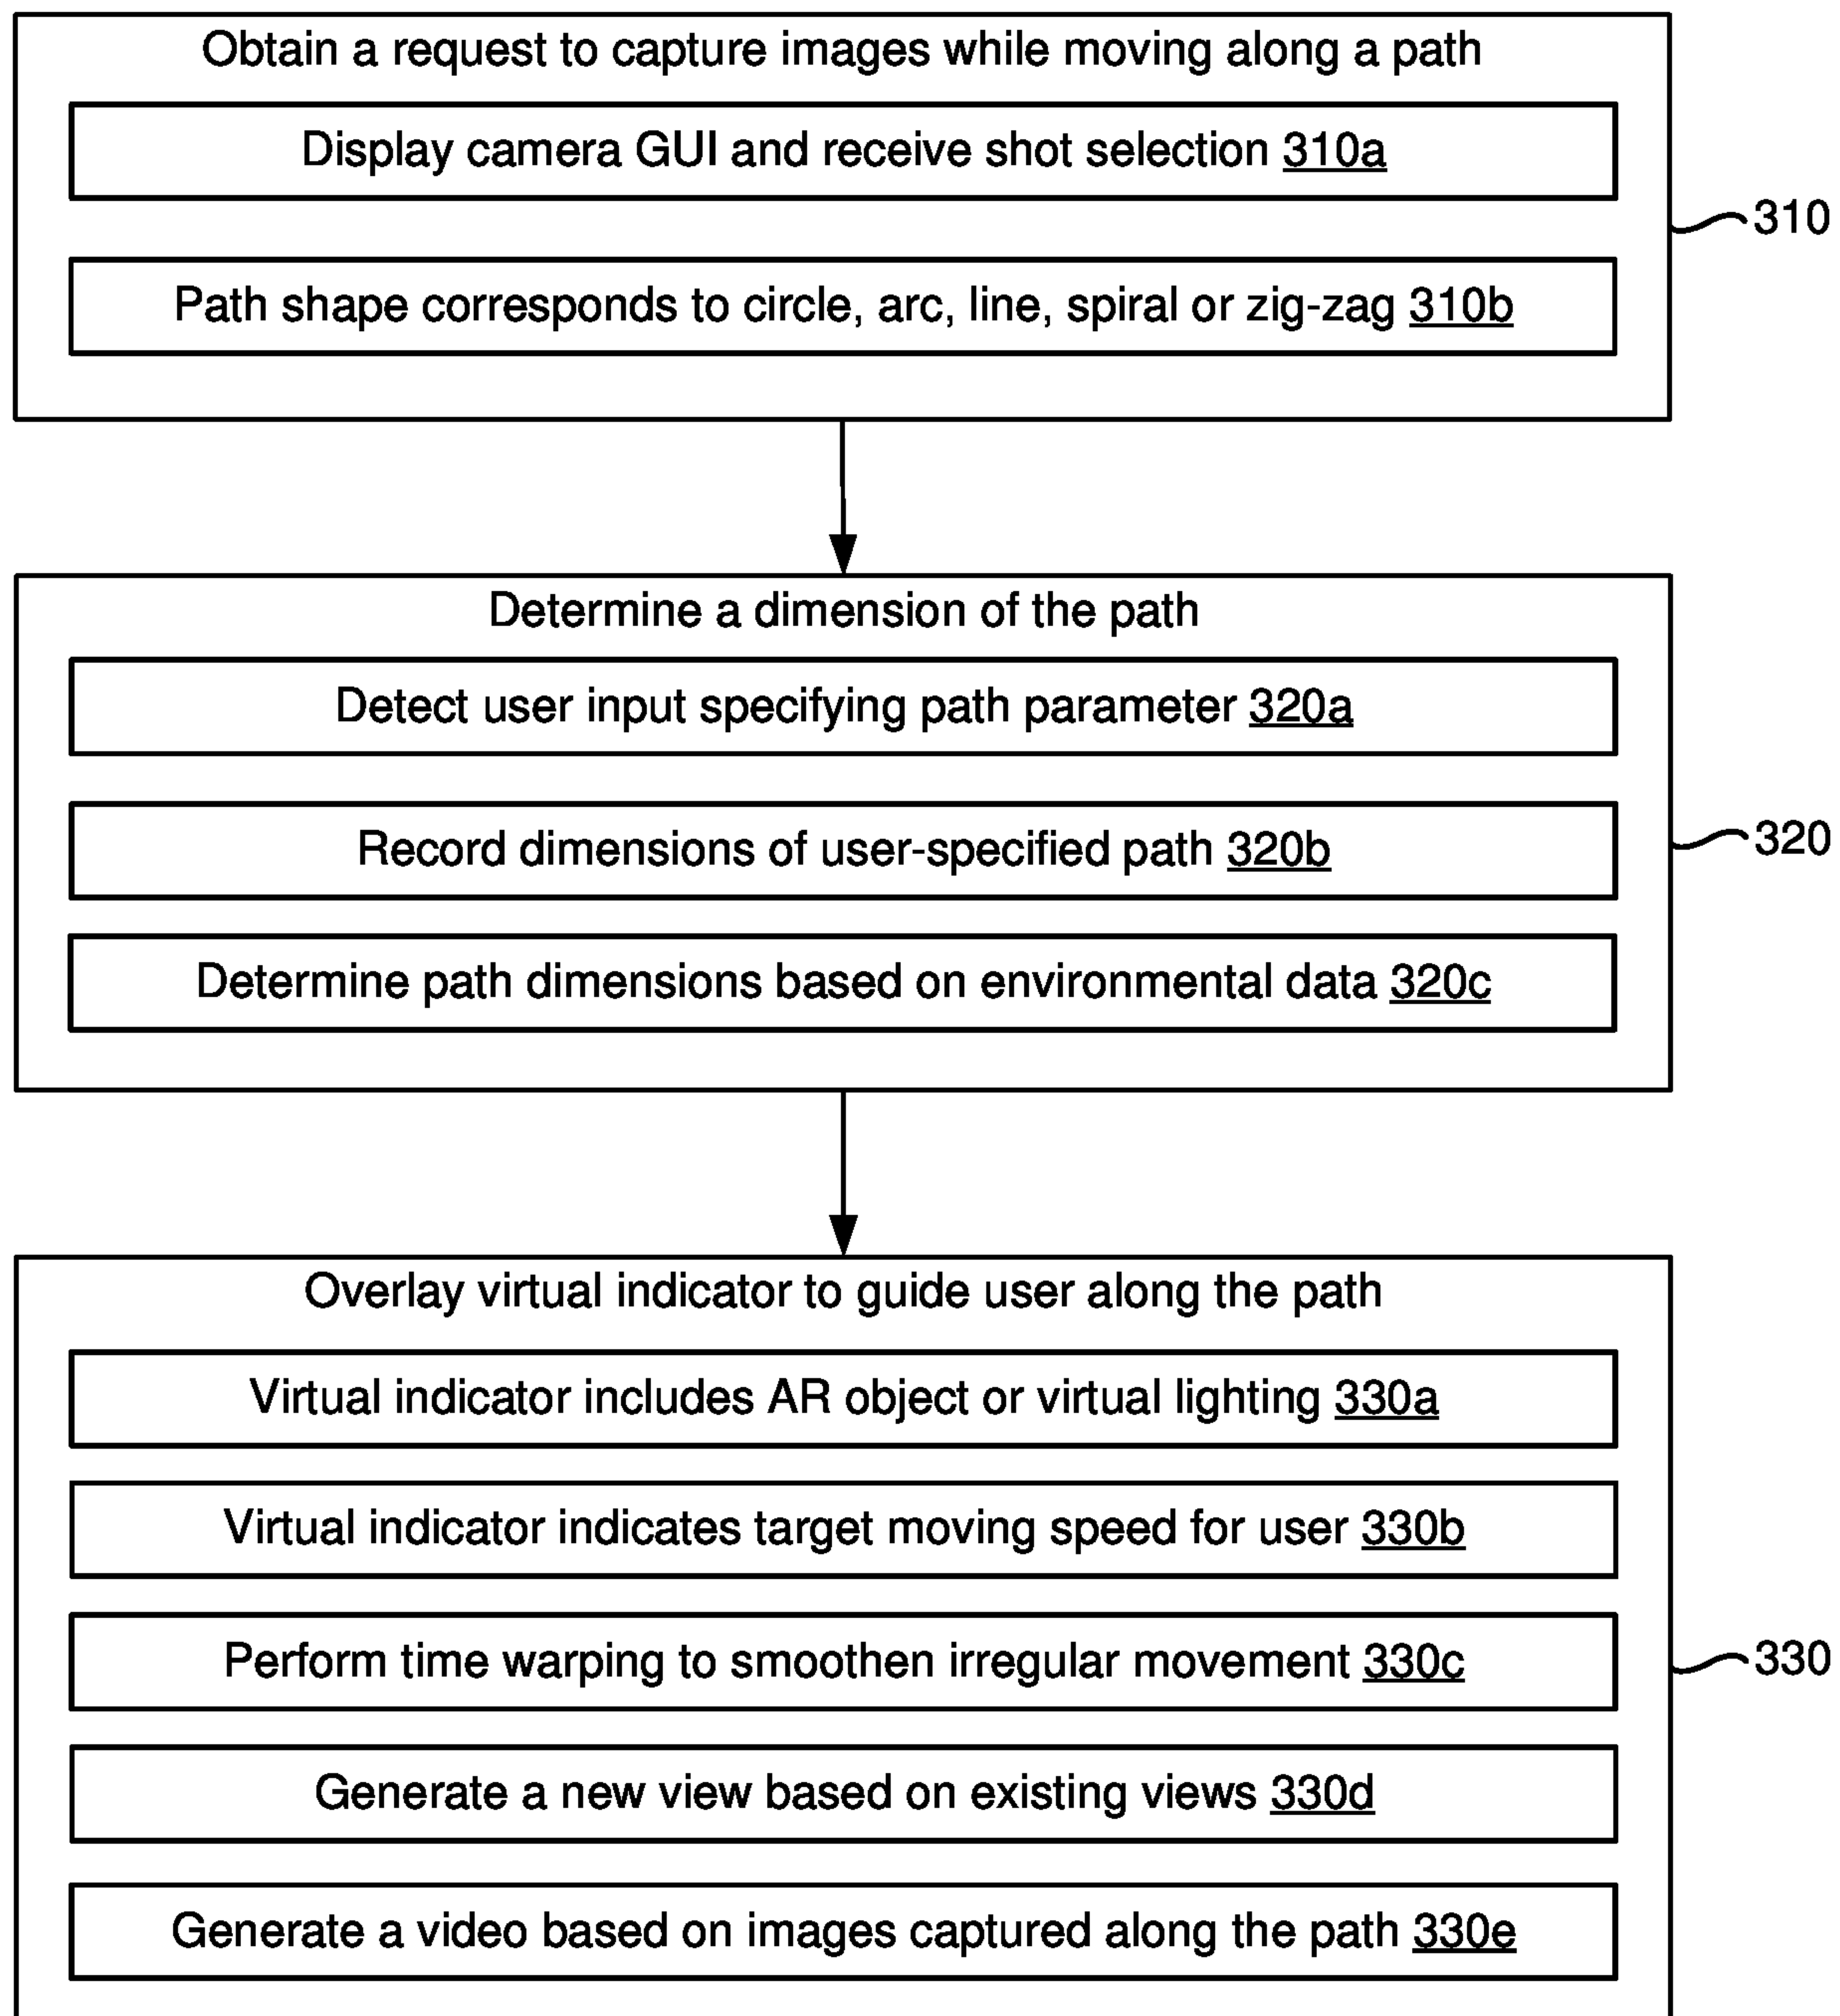 Obtain a request to capture images while moving along a path
Display camera GUI and receive shot selection 310a
310
Path shape corresponds to circle, arc, line, spiral or zig-zag 310b
Determine a dimension of the path
Detect user input specifying path parameter 320a
Record dimensions of user-specified path 320b
320
Determine path dimensions based on environmental data 320c
Overlay virtual indicator to guide user along the path
Virtual indicator includes AR object or virtual lighting 330a
Virtual indicator indicates target moving speed for user 330b
Perform time warping to smoothen irregular movement 330c
330
Generate a new view based on existing views 330d
Generate a video based on images captured along the path 330e